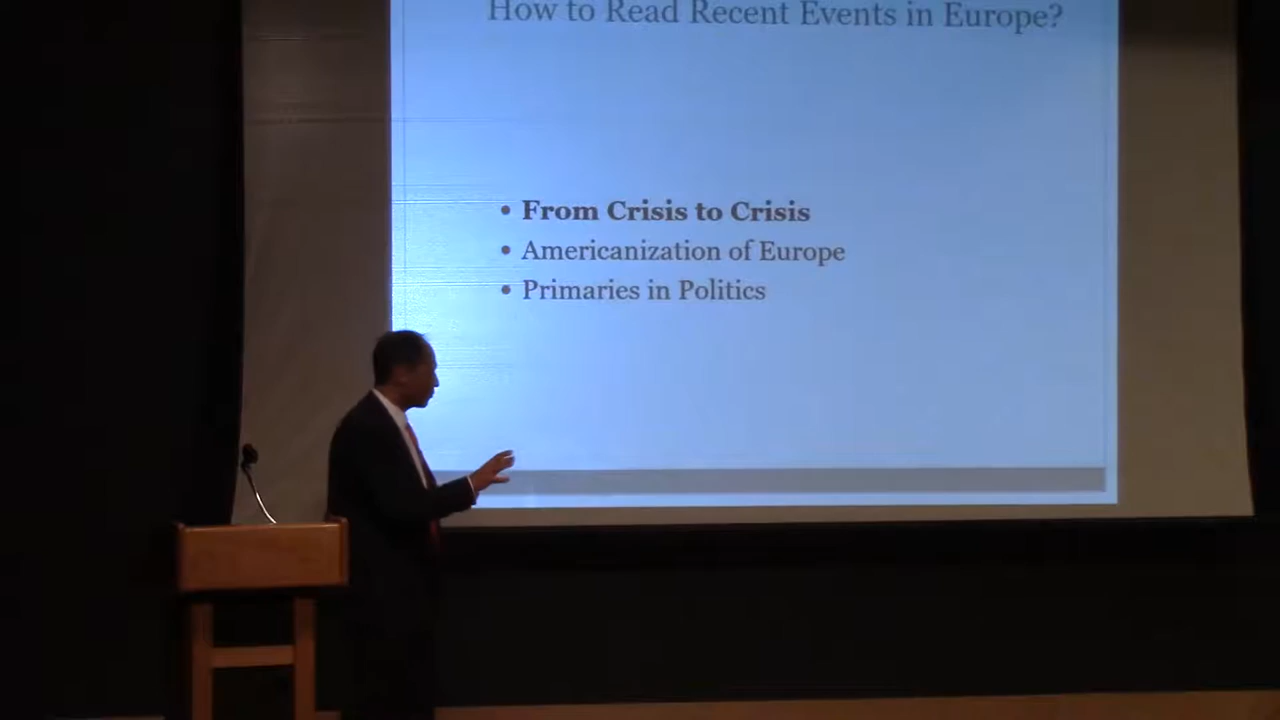 How to Read Recent Events in Europe?
• From Crisis to Crisis
• Americanization of Europe
• Primaries in Politics